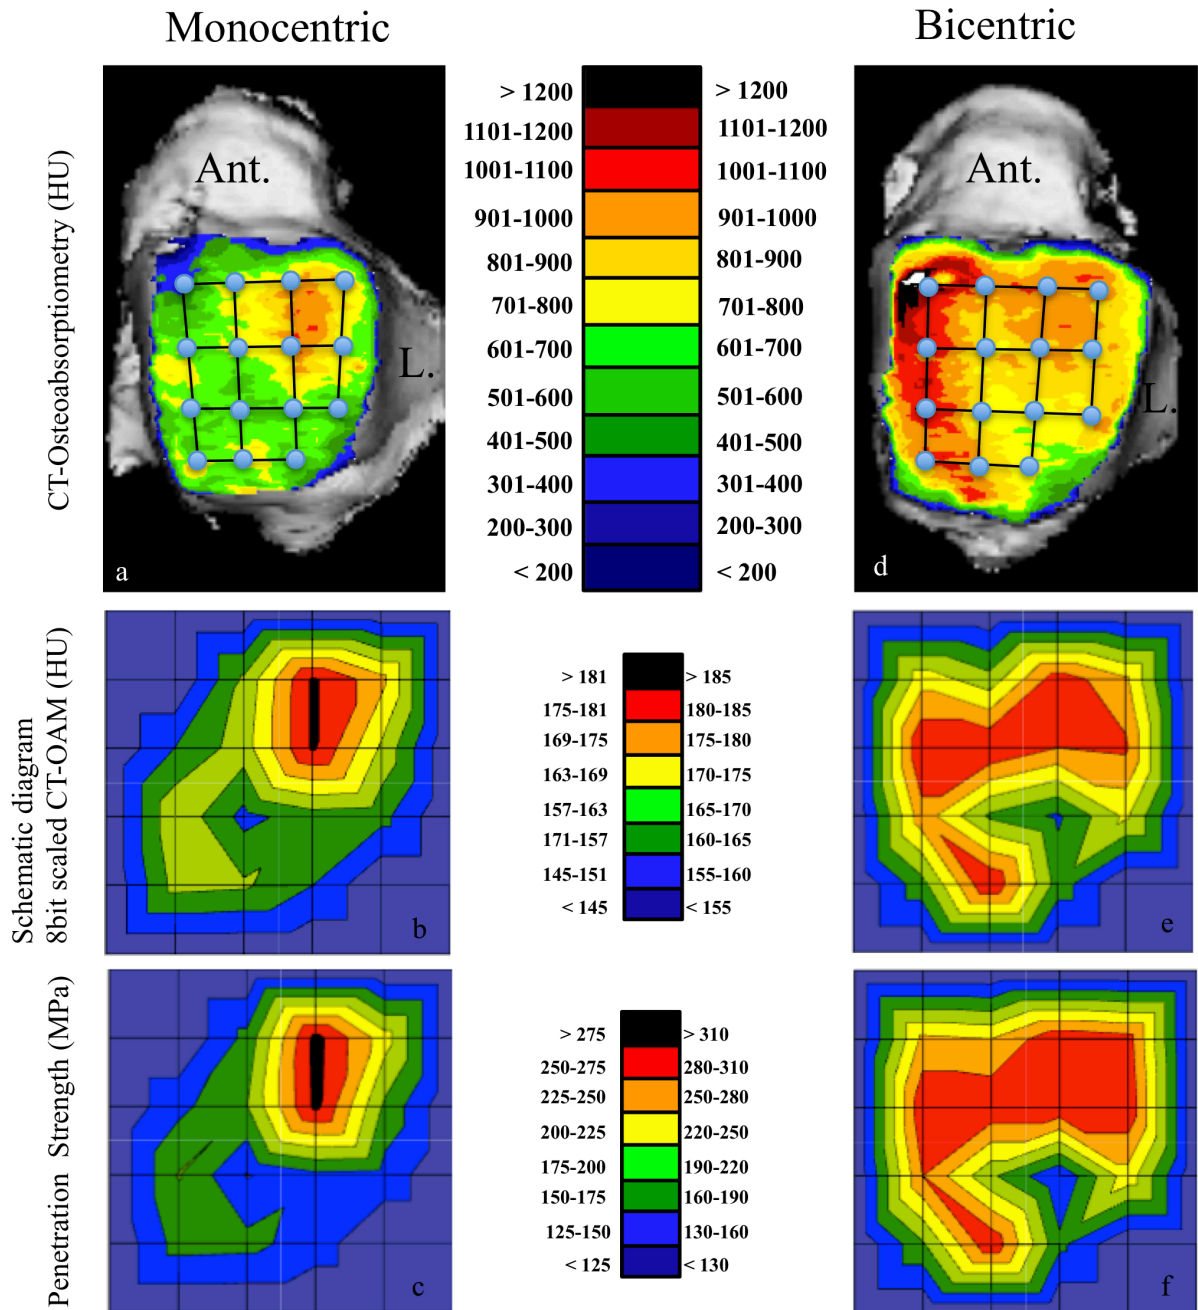 Monocentric
Bicentric
CT-Osteoabsorptiometry (HU)
Ant.
L.
a
> 1200 > 1200
1101-1200 1101-1200
1001-1100 1001-1100
901-1000 901-1000
801-900 801-900
701-800 701-800
601-700 601-700
501-600 501-600
401-500 401-500
301-400 301-400
200-300 200-300
< 200 < 200
Ant.
L.
d
Schematic diagram
8bit scaled CT-OAM (HU)
b
> 181 > 185
175-181 180-185
169-175 175-180
163-169 170-175
157-163 165-170
171-157 160-165
145-151 155-160
< 145 < 155
e
Penetration Strength (MPa)
c
> 275 > 310
250-275 280-310
225-250 250-280
200-225 220-250
175-200 190-220
150-175 160-190
125-150 130-160
< 125 < 130
f